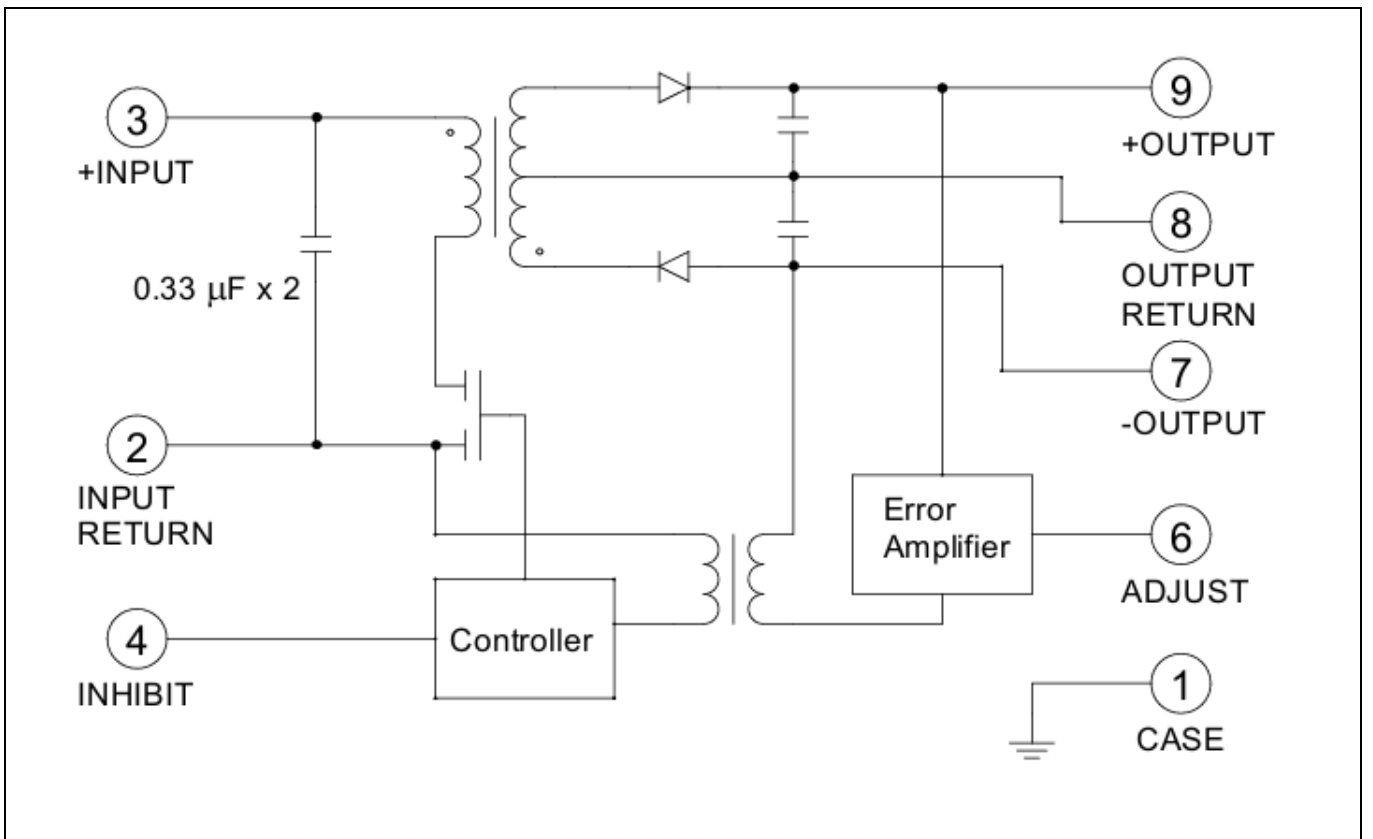 3
+INPUT
0.33 μF x 2
2
INPUT
RETURN
4
INHIBIT
Controller
Error
Amplifier
9
+OUTPUT
8
OUTPUT
RETURN
7
-OUTPUT
6
ADJUST
1
CASE